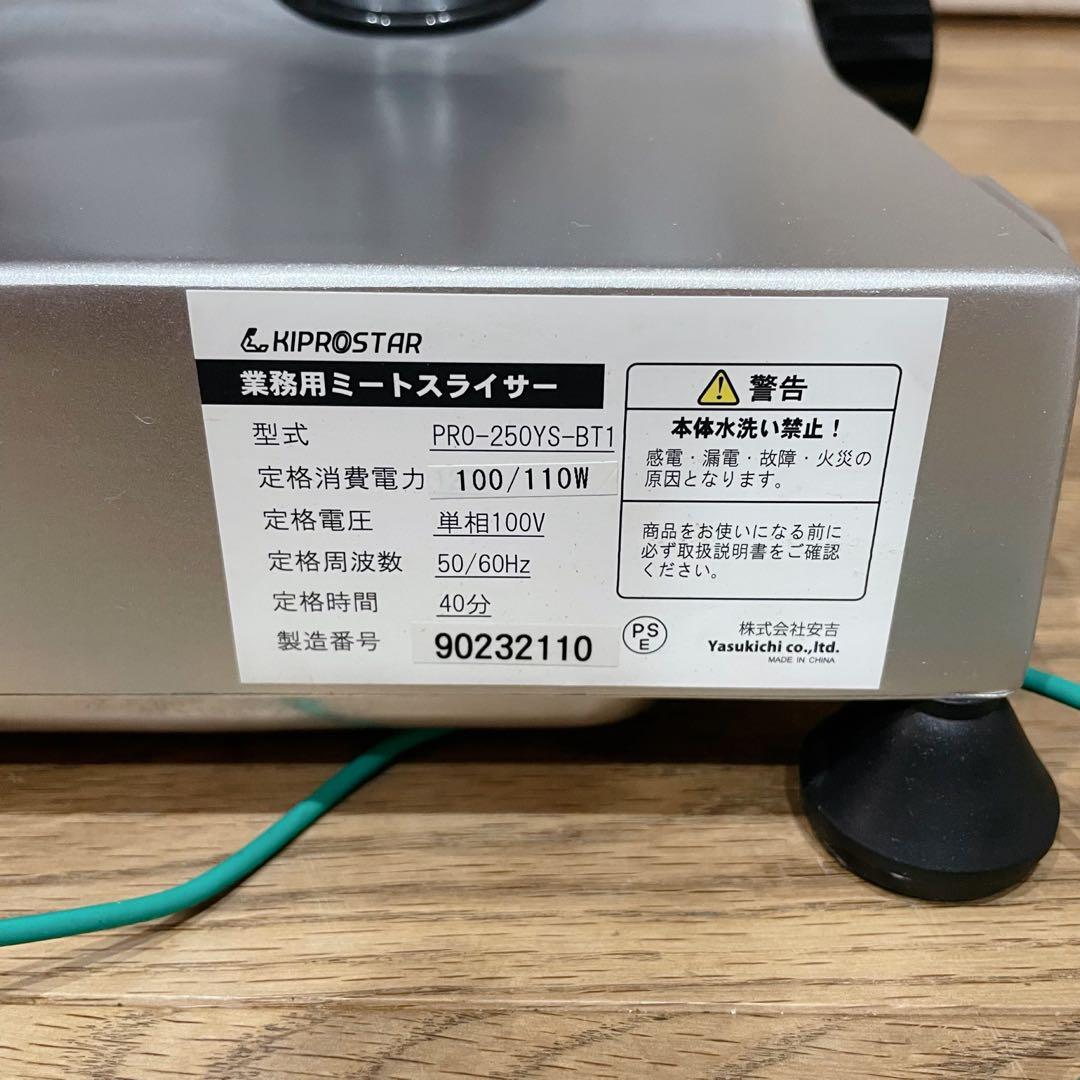 KIPROSTAR
業務用ミートスライサー
型式 PRO-250YS-BT1
定格消費電力 100/110W
定格電圧 単相100V
定格周波数 50/60Hz
定格時間 40分
製造番号 90232110
警告
本体水洗い禁止！
感電・漏電・故障・火災の
原因となります。
商品をお使いになる前に
必ず取扱説明書をご確認
ください。
PS
E
株式会社安吉
Yasukichi co.,ltd.
MADE IN CHINA